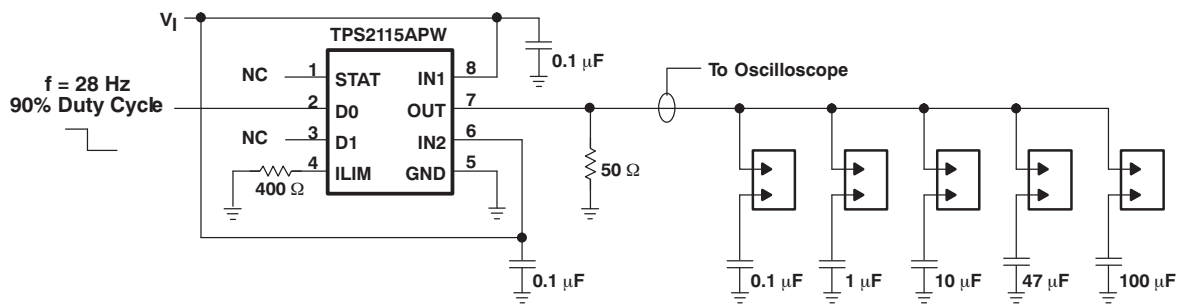 V_I
TPS2115APW
0.1 μF
f = 28 Hz
90% Duty Cycle
NC
1
STAT
IN1
8
To Oscilloscope
2
D0
OUT
7
NC
3
D1
IN2
6
4
ILIM
GND
5
400 Ω
50 Ω
0.1 μF
0.1 μF
1 μF
10 μF
47 μF
100 μF